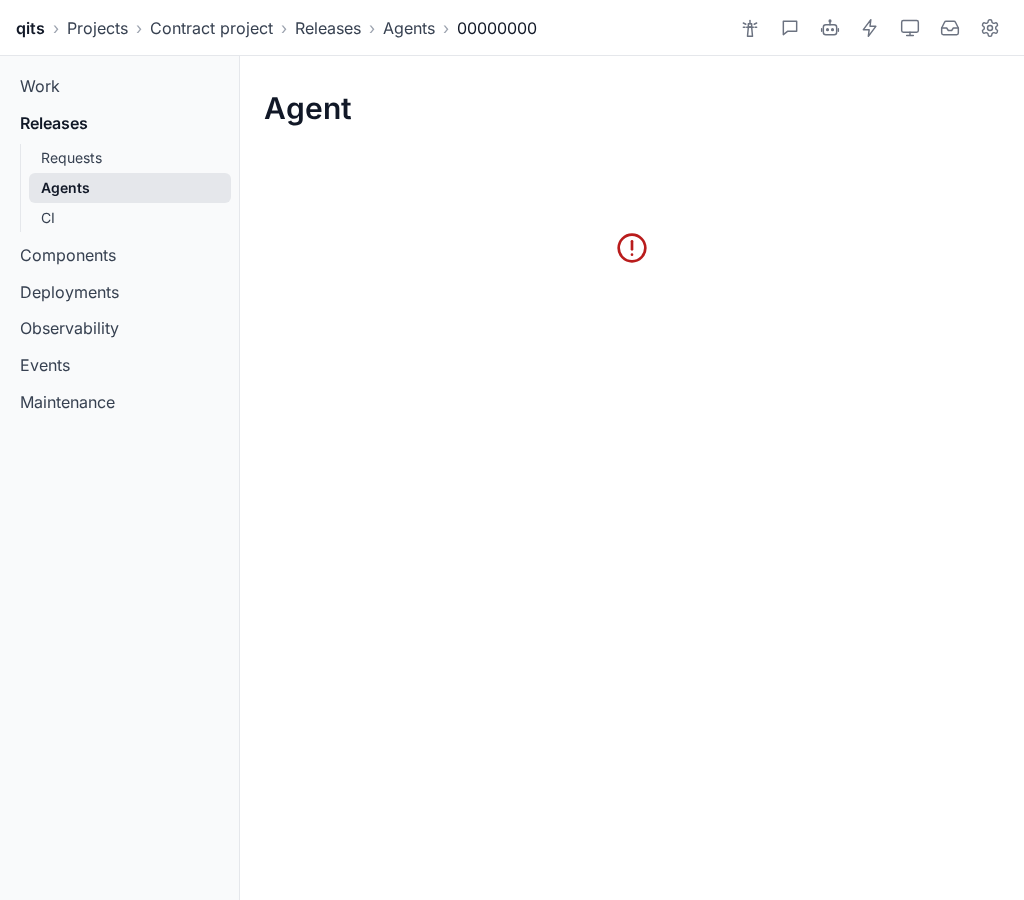 qits › Projects › Contract project › Releases › Agents › 00000000
Work
Releases
Requests
Agents
CI
Components
Deployments
Observability
Events
Maintenance
Agent